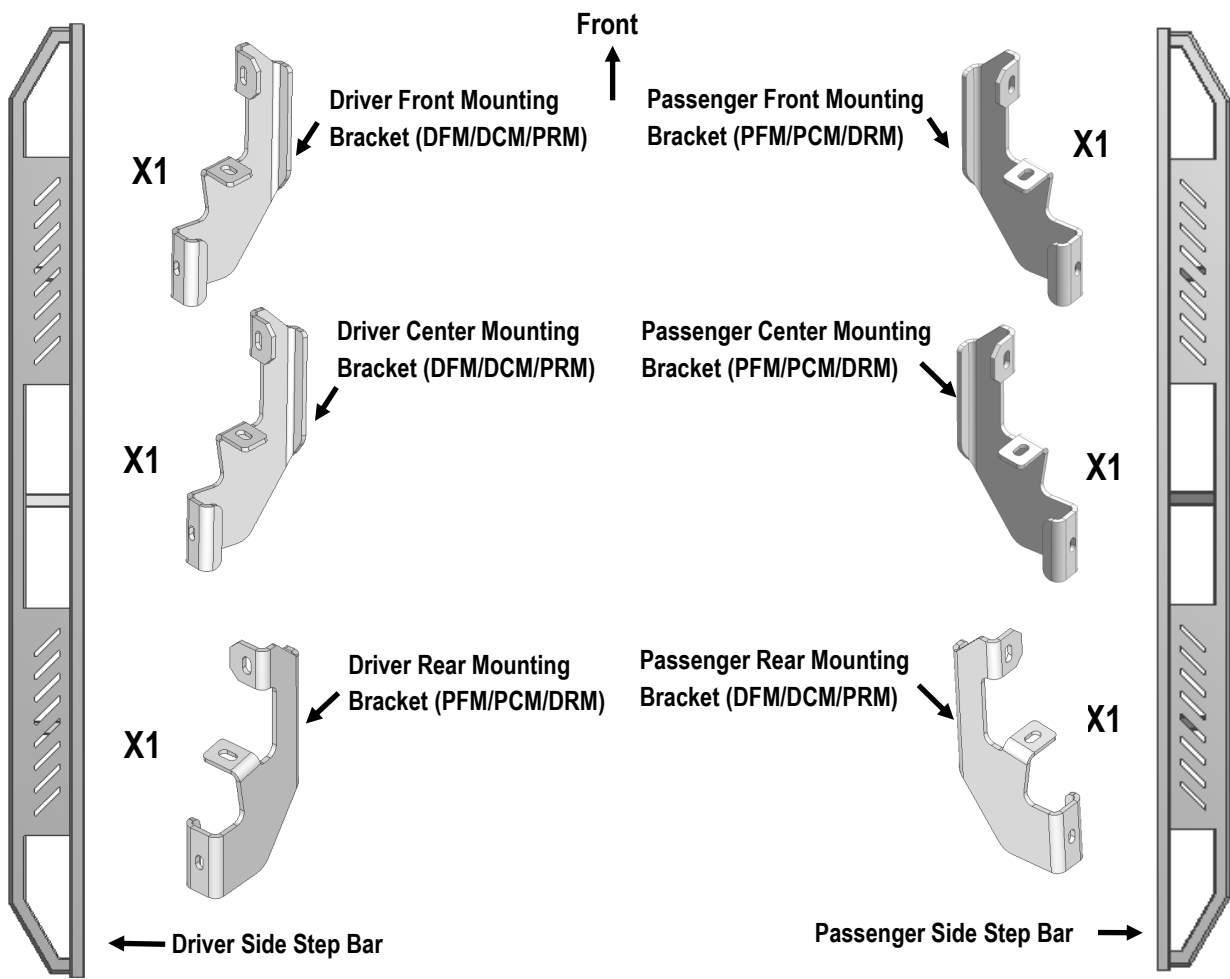 Front
Driver Front Mounting
Bracket (DFM/DCM/PRM)
X1
Passenger Front Mounting
Bracket (PFM/PCM/DRM)
X1
Driver Center Mounting
Bracket (DFM/DCM/PRM)
X1
Passenger Center Mounting
Bracket (PFM/PCM/DRM)
X1
Driver Rear Mounting
Bracket (PFM/PCM/DRM)
X1
Passenger Rear Mounting
Bracket (DFM/DCM/PRM)
X1
Driver Side Step Bar
Passenger Side Step Bar